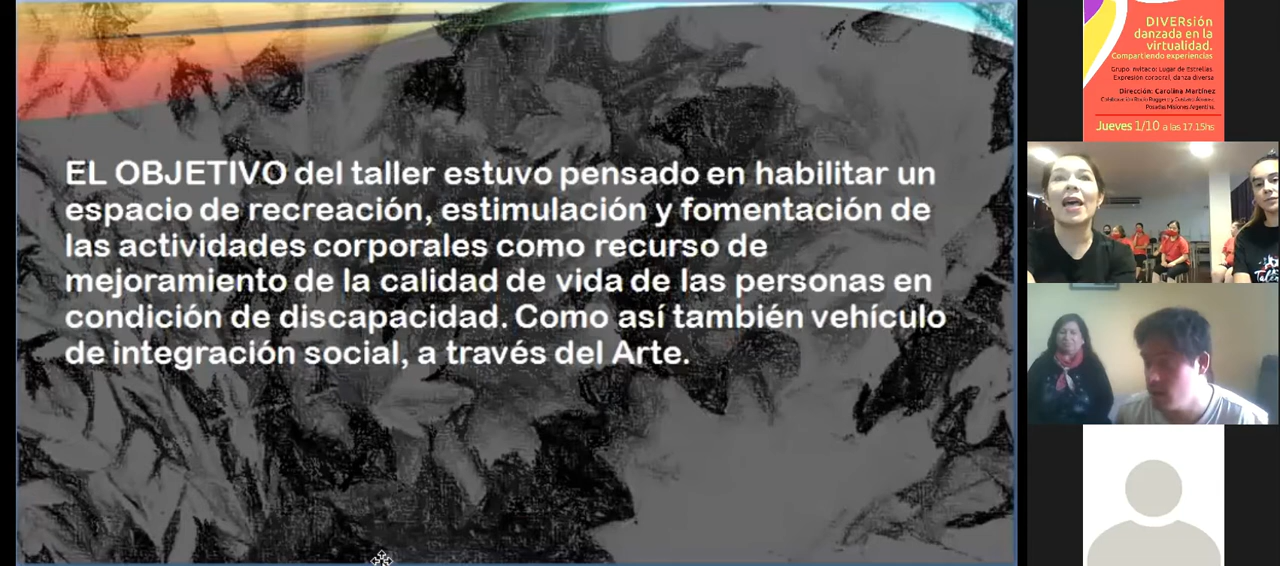 EL OBJETIVO del taller estuvo pensado en habilitar un
espacio de recreación, estimulación y fomentación de
las actividades corporales como recurso de
mejoramiento de la calidad de vida de las personas en
condición de discapacidad. Como así también vehículo
de integración social, a través del Arte.
DIVERsión
danzada en la
virtualidad.
Compartiendo experiencias
Grupo invitado: Lugar de Estrellas.
Expresión corporal, danza diversa
Dirección: Carolina Martínez
Posadas Misiones Argentina.
Jueves 1/10 a las 17.15hs